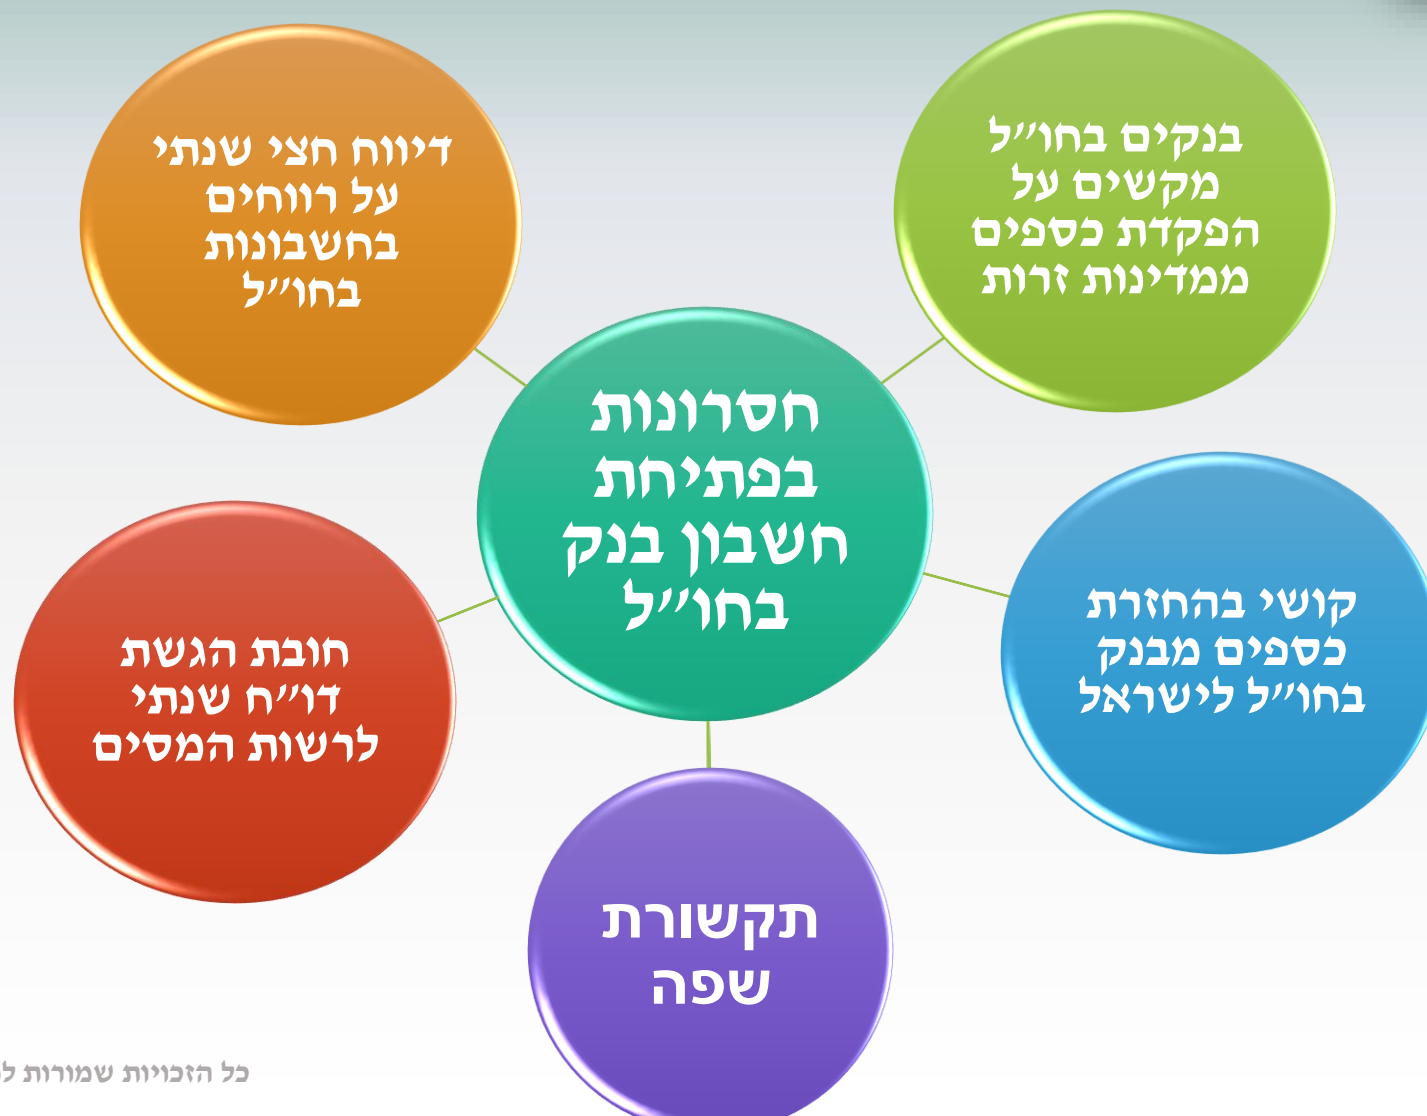 בנקים בחו״ל
מקשים על
הפקדת כספים
ממדינות זרות
דיווח חצי שנתי
על רווחים
בחשבונות
בחו״ל
חסרונות
בפתיחת
חשבון בנק
בחו״ל
קושי בהחזרת
כספים מבנק
בחו״ל לישראל
חובת הגשת
דו״ח שנתי
לרשות המסים
תקשורת
שפה
כל הזכויות שמורות